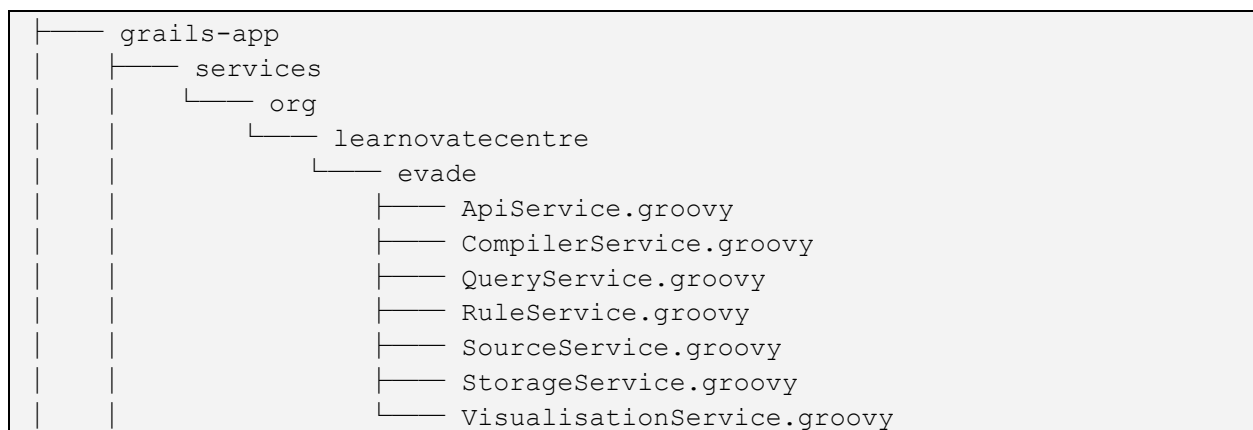 ├──── grails-app
│     ├──── services
│     │     └──── org
│     │           └──── learnovatecentre
│     │                 └──── evade
│     │                       ├──── ApiService.groovy
│     │                       ├──── CompilerService.groovy
│     │                       ├──── QueryService.groovy
│     │                       ├──── RuleService.groovy
│     │                       ├──── SourceService.groovy
│     │                       ├──── StorageService.groovy
│     │                       └──── VisualisationService.groovy